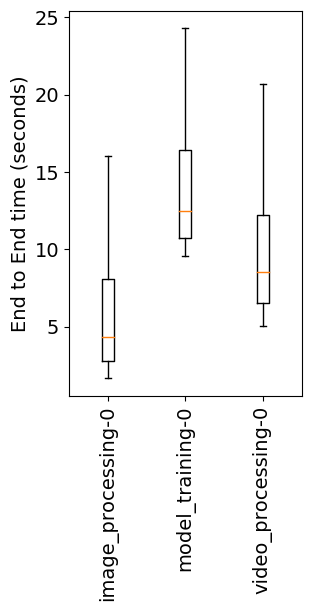 End to End time (seconds)
25
20
15
10
5
image_processing-0
model_training-0
video_processing-0